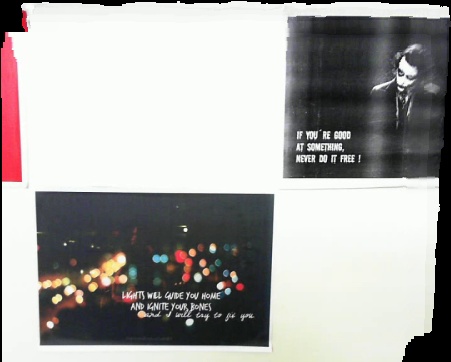 IF YOU´RE GOOD
AT SOMETHING,
NEVER DO IT FREE !
LIGHTS WILL GUIDE YOU HOME
AND IGNITE YOUR BONES
and I will try to fix you